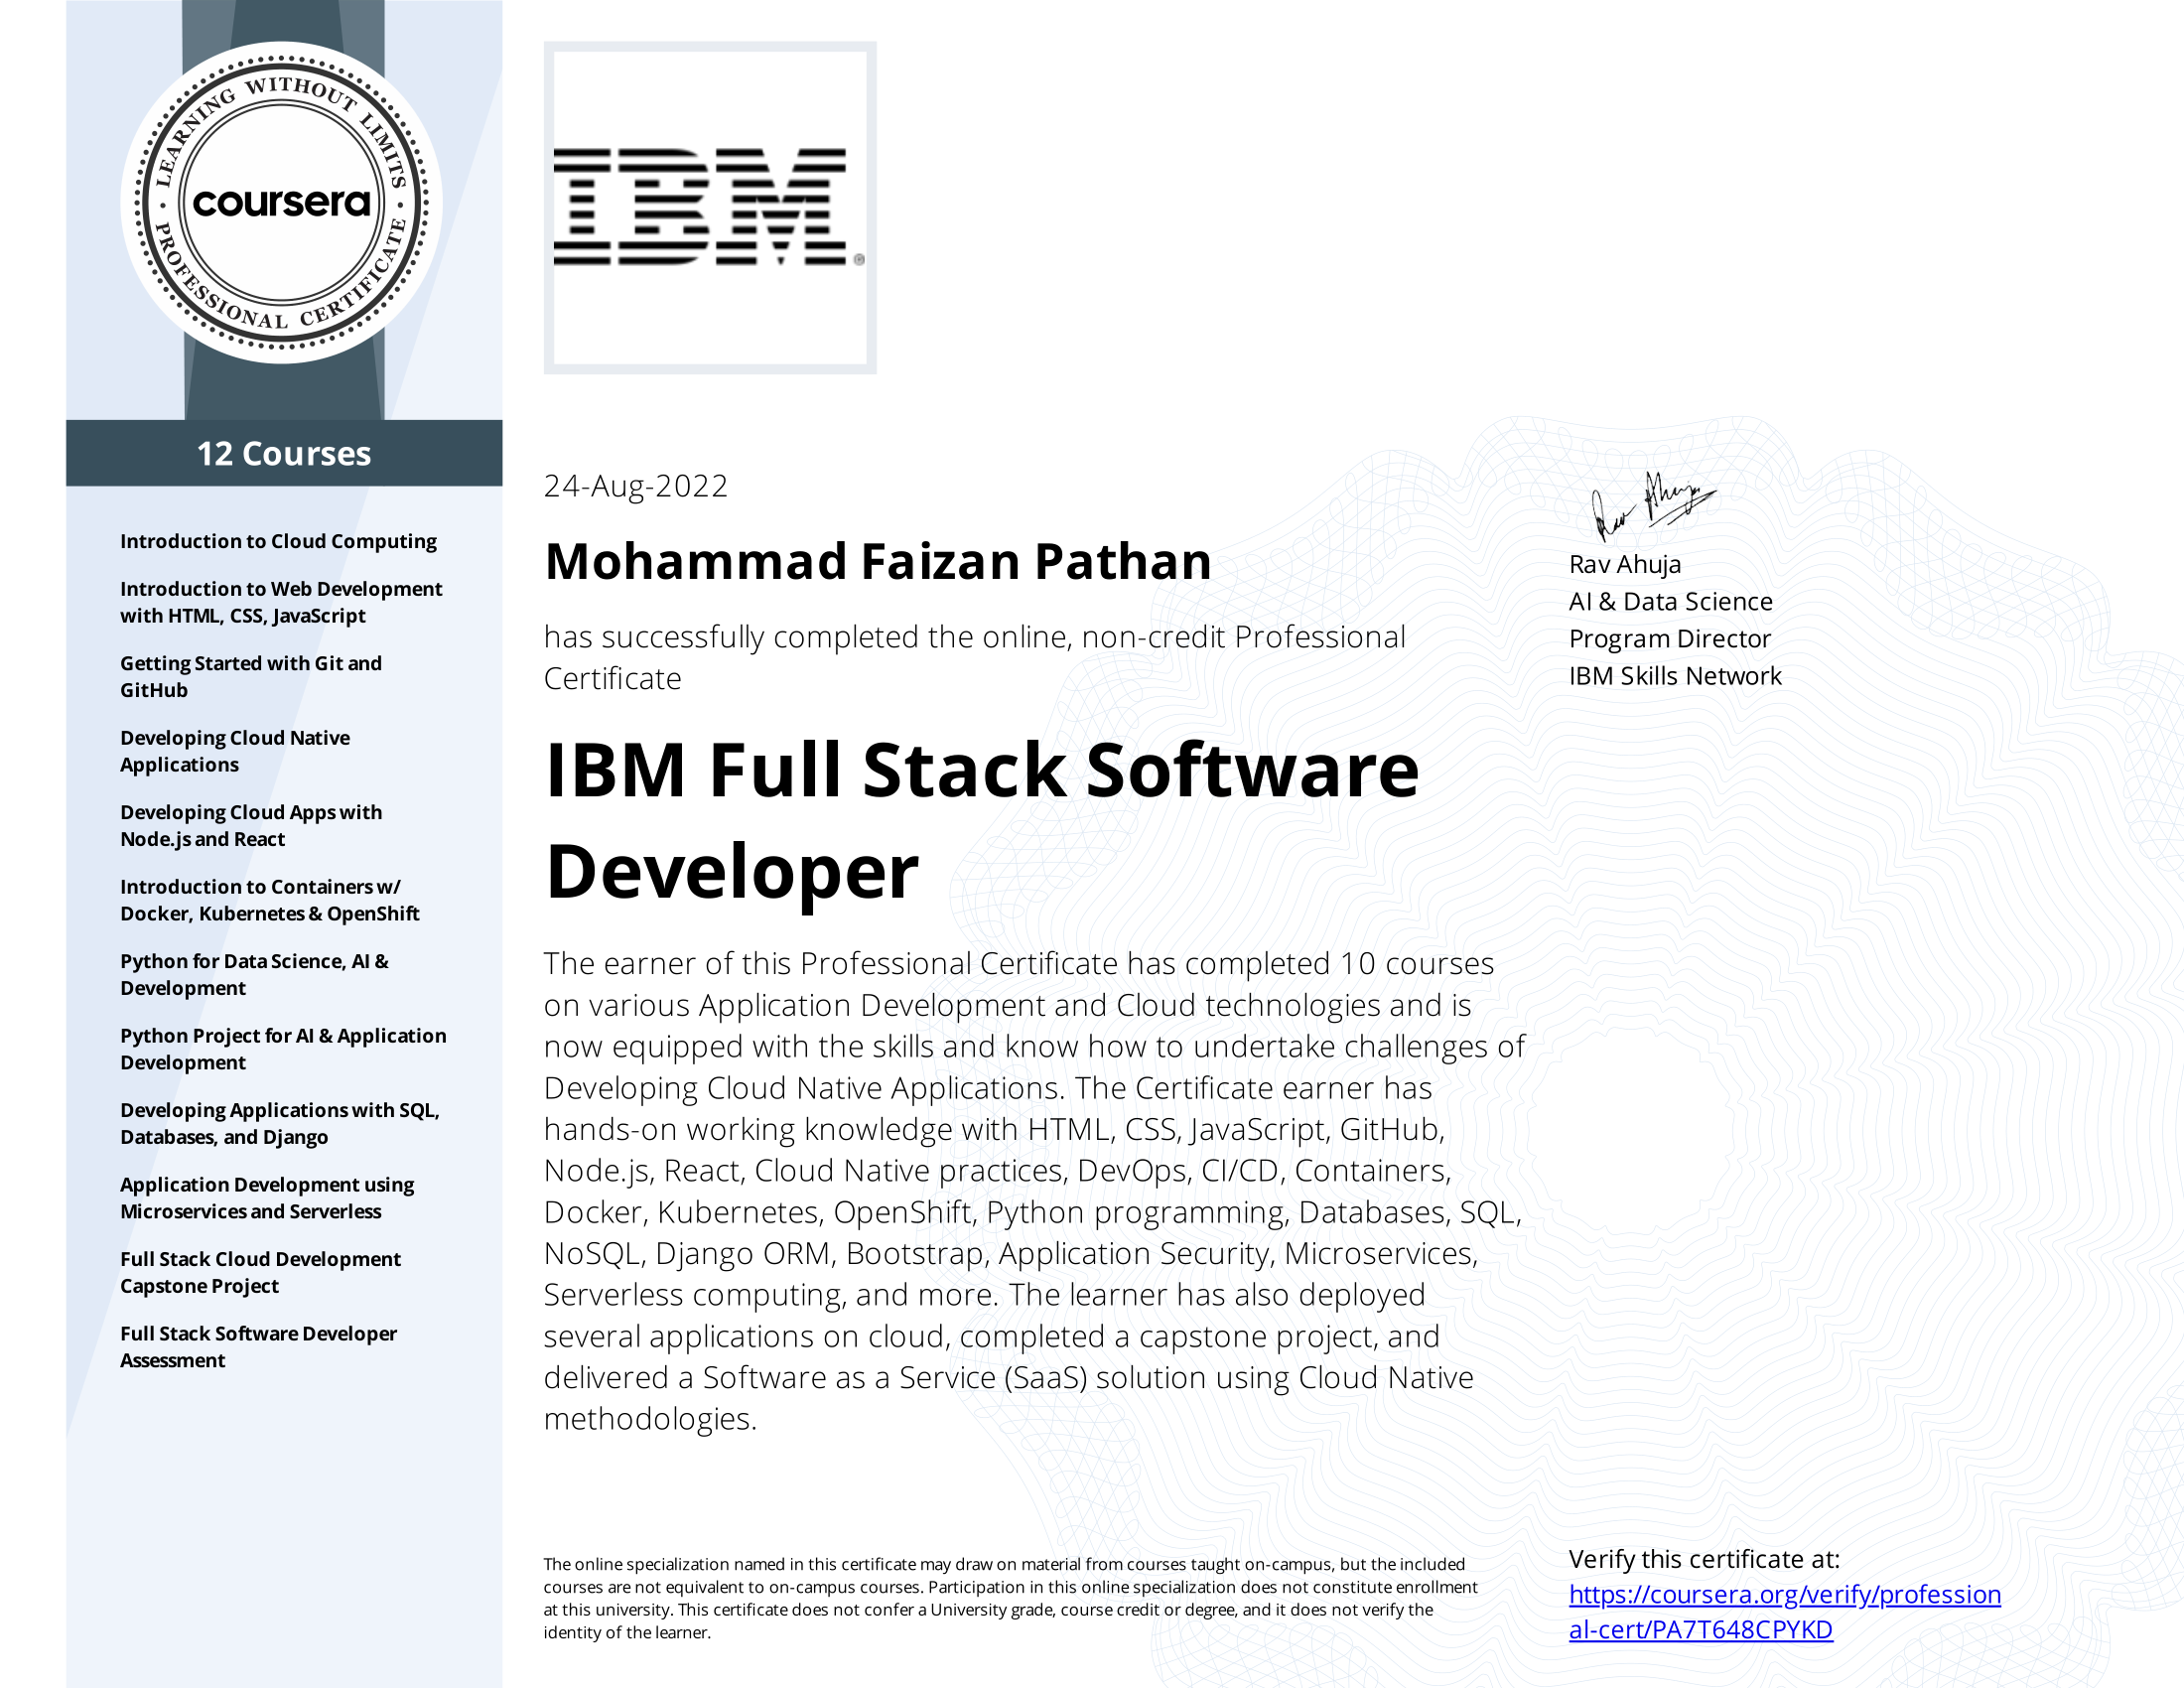 LEARNING WITHOUT LIMITS
coursera
PROFESSIONAL CERTIFICATE
12 Courses
Introduction to Cloud Computing
Introduction to Web Development
with HTML, CSS, JavaScript
Getting Started with Git and
GitHub
Developing Cloud Native
Applications
Developing Cloud Apps with
Node.js and React
Introduction to Containers w/
Docker, Kubernetes & OpenShift
Python for Data Science, AI &
Development
Python Project for AI & Application
Development
Developing Applications with SQL,
Databases, and Django
Application Development using
Microservices and Serverless
Full Stack Cloud Development
Capstone Project
Full Stack Software Developer
Assessment
IBM®
24-Aug-2022
Mohammad Faizan Pathan
has successfully completed the online, non-credit Professional
Certificate
IBM Full Stack Software
Developer
The earner of this Professional Certificate has completed 10 courses
on various Application Development and Cloud technologies and is
now equipped with the skills and know how to undertake challenges of
Developing Cloud Native Applications. The Certificate earner has
hands-on working knowledge with HTML, CSS, JavaScript, GitHub,
Node.js, React, Cloud Native practices, DevOps, CI/CD, Containers,
Docker, Kubernetes, OpenShift, Python programming, Databases, SQL,
NoSQL, Django ORM, Bootstrap, Application Security, Microservices,
Serverless computing, and more. The learner has also deployed
several applications on cloud, completed a capstone project, and
delivered a Software as a Service (SaaS) solution using Cloud Native
methodologies.
The online specialization named in this certificate may draw on material from courses taught on-campus, but the included
courses are not equivalent to on-campus courses. Participation in this online specialization does not constitute enrollment
at this university. This certificate does not confer a University grade, course credit or degree, and it does not verify the
identity of the learner.
Rav Ahuja
Rav Ahuja
AI & Data Science
Program Director
IBM Skills Network
Verify this certificate at:
https://coursera.org/verify/profession
al-cert/PA7T648CPYKD